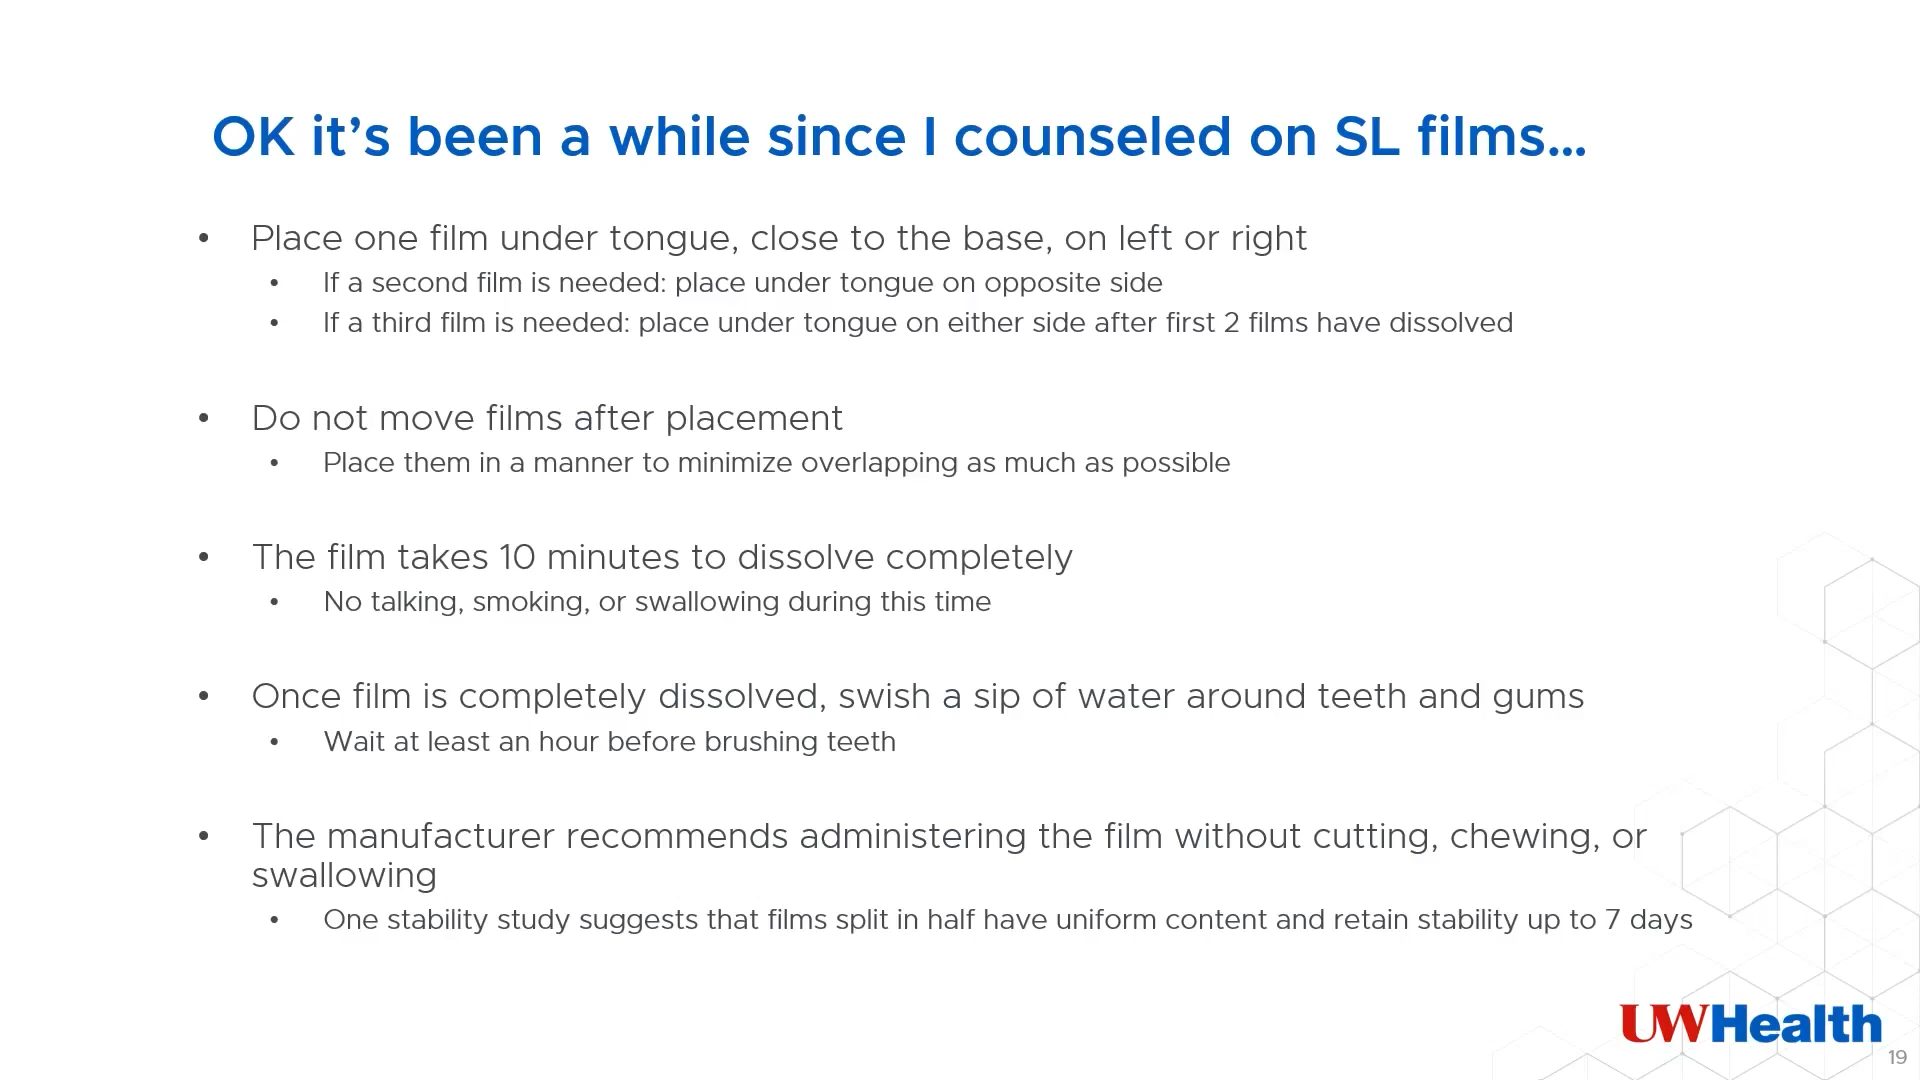 OK it’s been a while since I counseled on SL films…
• Place one film under tongue, close to the base, on left or right
• If a second film is needed: place under tongue on opposite side
• If a third film is needed: place under tongue on either side after first 2 films have dissolved
• Do not move films after placement
• Place them in a manner to minimize overlapping as much as possible
• The film takes 10 minutes to dissolve completely
• No talking, smoking, or swallowing during this time
• Once film is completely dissolved, swish a sip of water around teeth and gums
• Wait at least an hour before brushing teeth
• The manufacturer recommends administering the film without cutting, chewing, or
swallowing
• One stability study suggests that films split in half have uniform content and retain stability up to 7 days
UWHealth
19